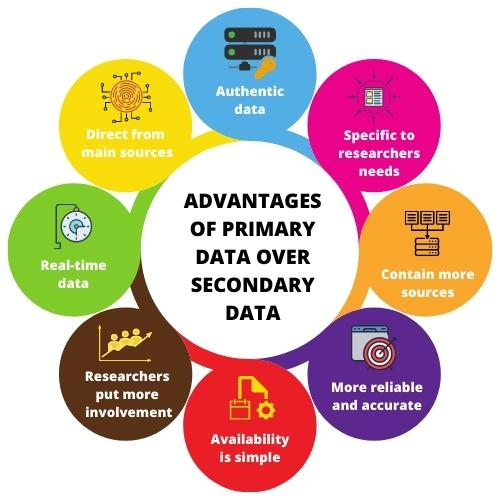 ADVANTAGES
OF PRIMARY
DATA OVER
SECONDARY
DATA
Authentic
data
Specific to
researchers
needs
Contain more
sources
More reliable
and accurate
Availability
is simple
Researchers
put more
involvement
Real-time
data
Direct from
main sources